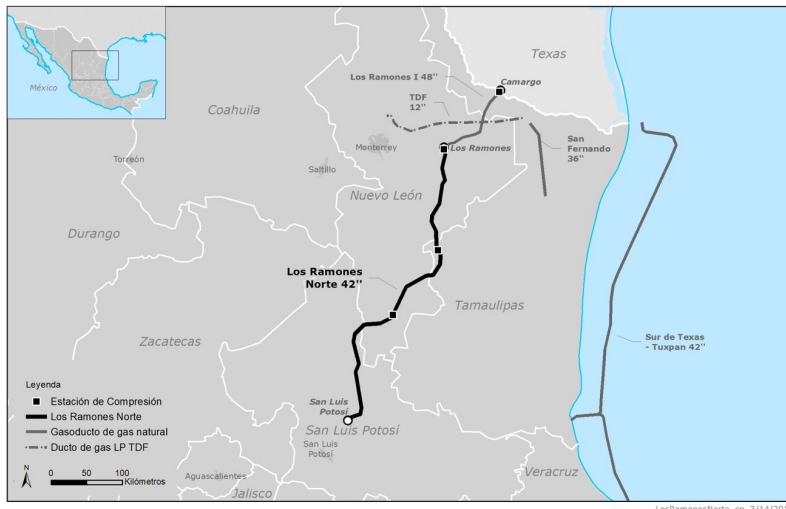 México
Texas
Los Ramones I 48"
Camargo
TDF
12"
Coahuila
San
Fernando
36"
Monterrey
Los Ramones
Torreón
Saltillo
Nuevo León
Durango
Los Ramones
Norte 42"
Tamaulipas
Zacatecas
Sur de Texas
- Tuxpan 42"
Leyenda
Estación de Compresión
Los Ramones Norte
Gasoducto de gas natural
Ducto de gas LP TDF
San Luis
Potosí
San Luis Potosí
San Luis
Potosí
N
0 50 100
Kilómetros
Aguascalientes
Jalisco
Veracruz